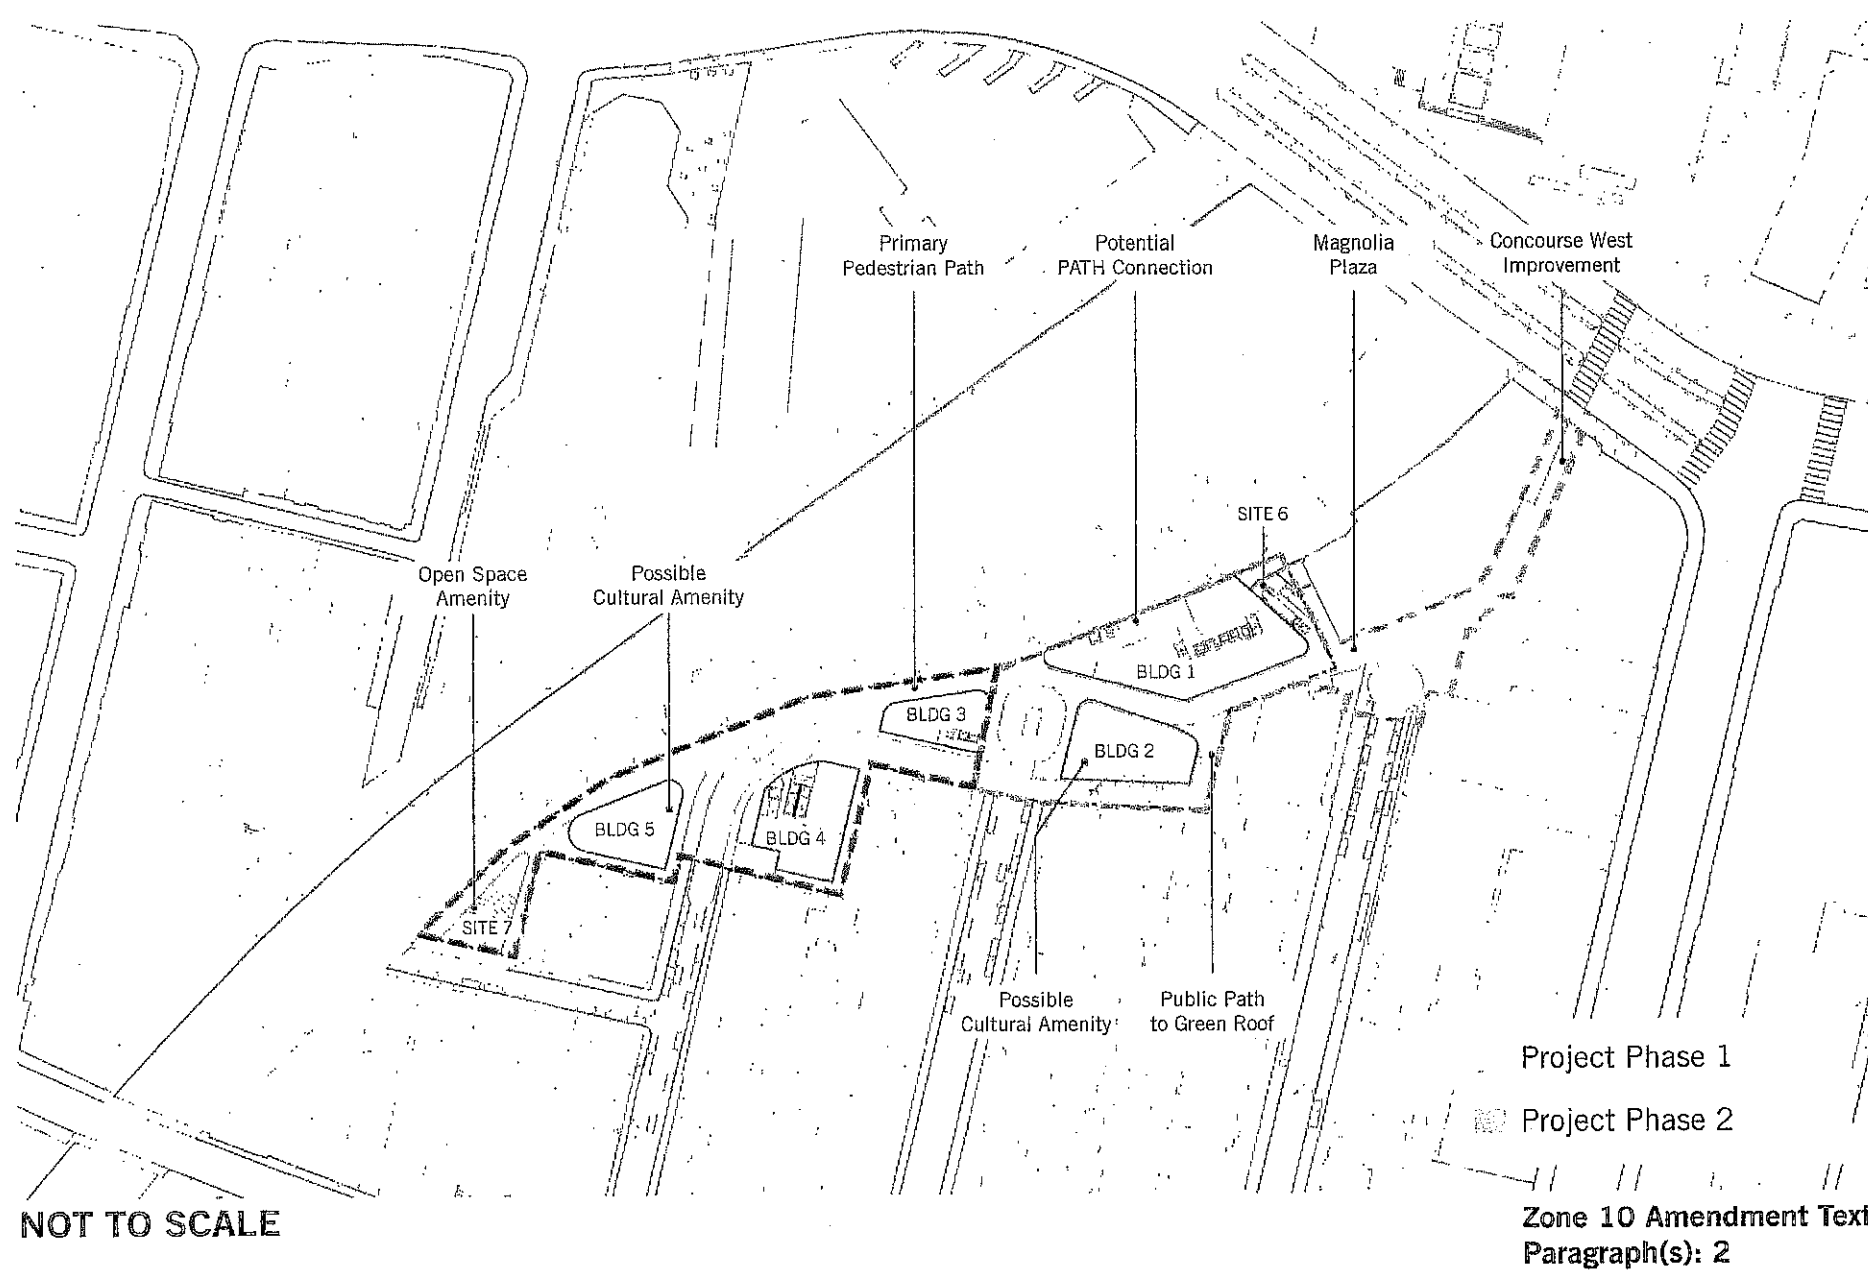 Primary
Pedestrian Path
Potential
PATH Connection
Magnolia
Plaza
Concourse West
Improvement
SITE 6
Open Space
Amenity
Possible
Cultural Amenity
BLDG 1
BLDG 3
BLDG 2
BLDG 5
BLDG 4
SITE 7
Possible
Cultural Amenity
Public Path
to Green Roof
Project Phase 1
Project Phase 2
NOT TO SCALE
Zone 10 Amendment Text
Paragraph(s): 2